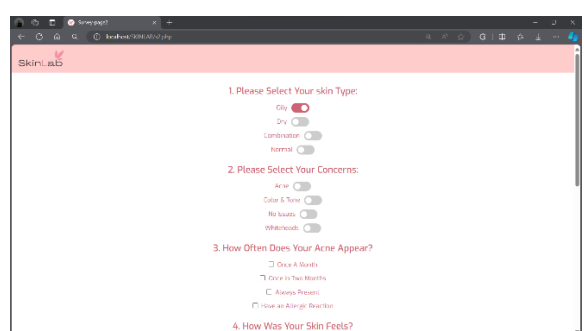 Survey page2
localhost/SKINLAB/s2.php
SkinLab
1. Please Select Your skin Type:
Oily
Dry
Combination
Normal
2. Please Select Your Concerns:
Acne
Color & Tone
No Issues
Whiteheads
3. How Often Does Your Acne Appear?
Once A Month
Once In Two Months
Always Present
Have an Allergic Reaction
4. How Was Your Skin Feels?